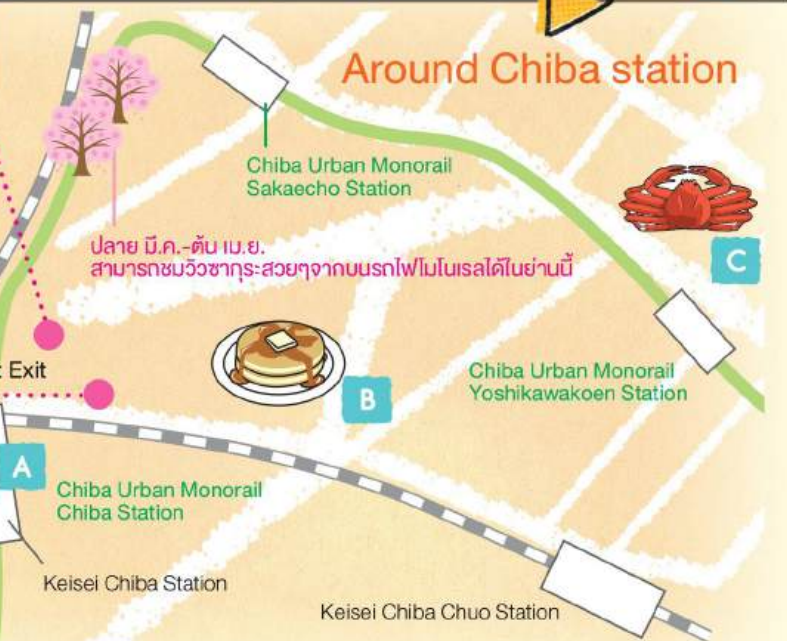 Around Chiba station
Chiba Urban Monorail
Sakaecho Station
ปลาย มี.ค.-ต้น เม.ย.
สามารถชมวิวซากุระสวยๆจากบนรถไฟโมโนเรลได้ในย่านนี้
C
Exit
B
Chiba Urban Monorail
Yoshikawakoen Station
A
Chiba Urban Monorail
Chiba Station
Keisei Chiba Station
Keisei Chiba Chuo Station